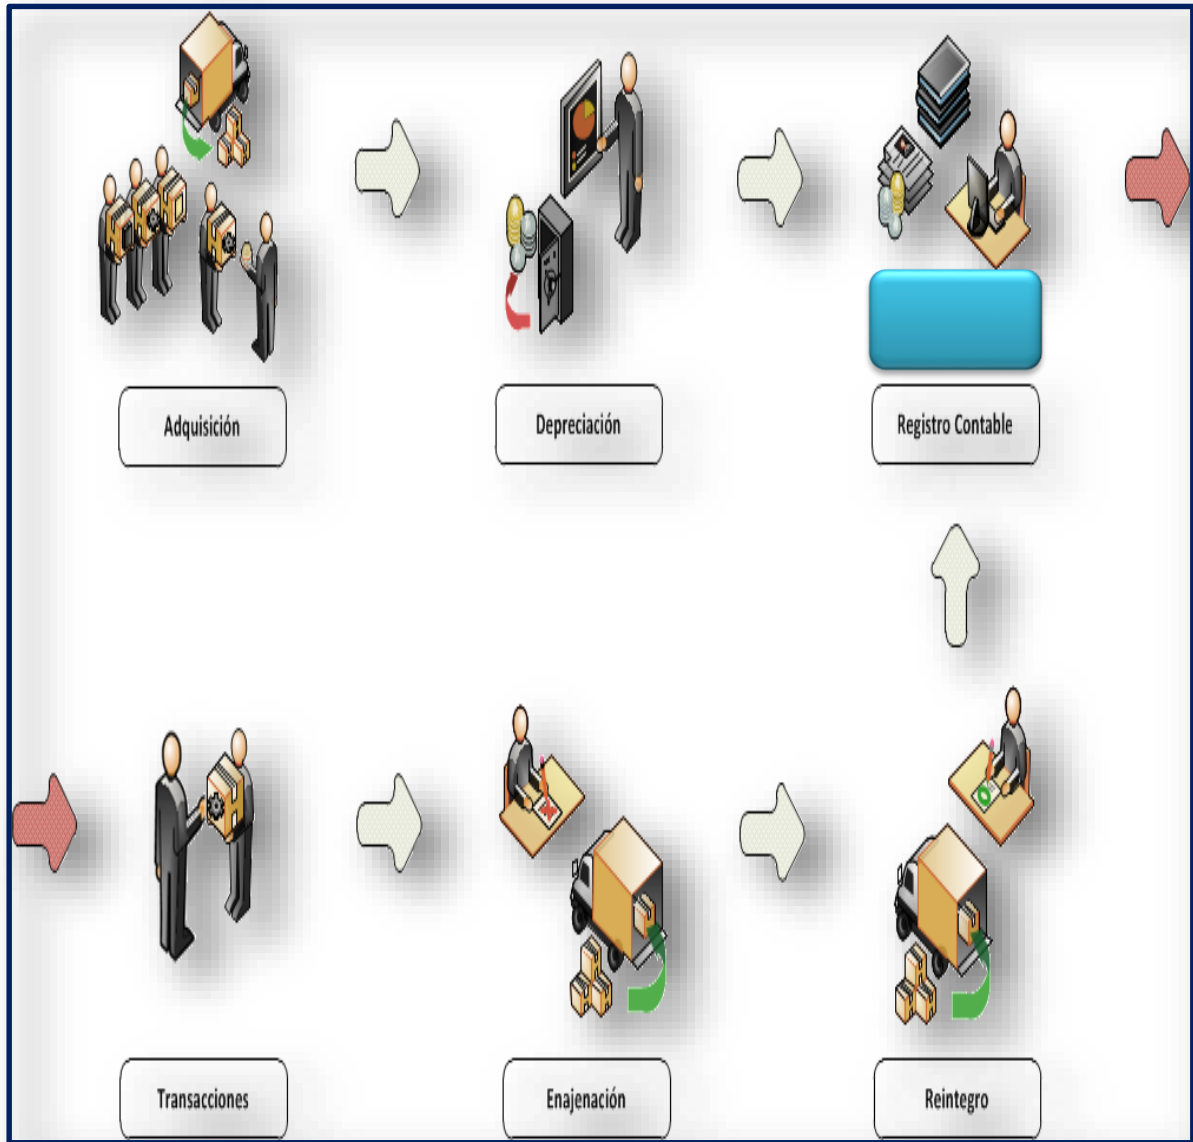 Adquisición
Depreciación
Registro Contable
Transacciones
Enajenación
Reintegro